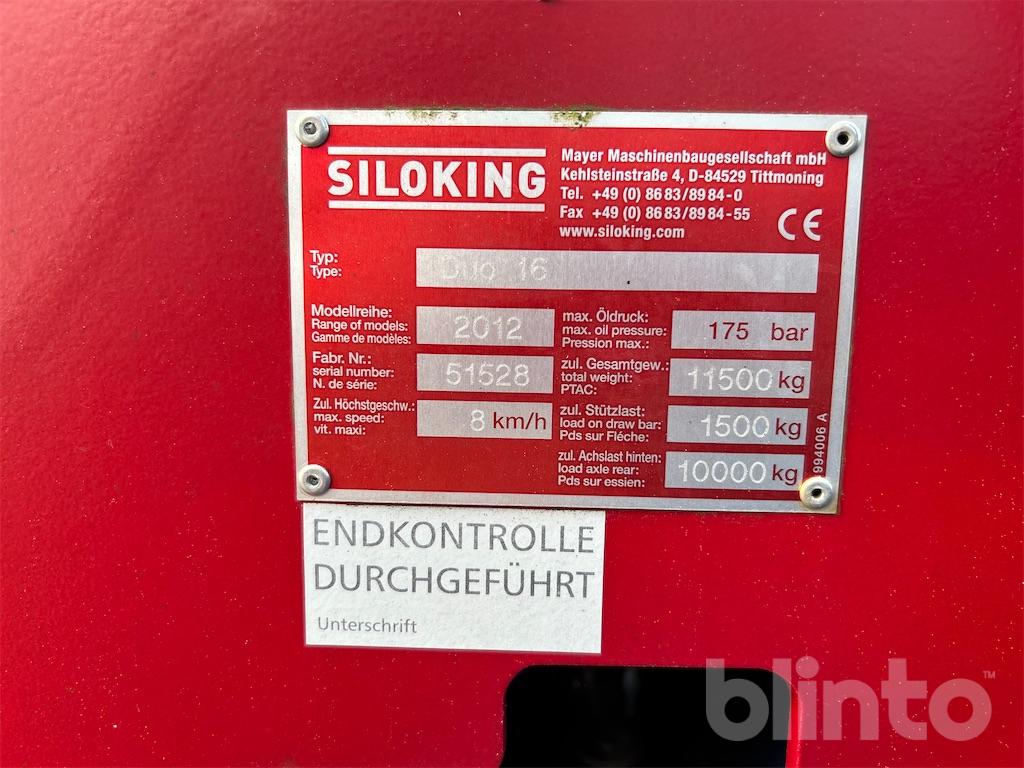 SILOKING
Mayer Maschinenbaugesellschaft mbH
Kehlsteinstraße 4, D-84529 Tittmoning
Tel. +49 (0) 86 83/89 84-0
Fax +49 (0) 86 83/89 84-55
www.siloking.com
CE
Typ:
Type:
Duo 16
Modellreihe:
Range of models:
Gamme de modèles:
2012
max. Öldruck:
max. oil pressure:
Pression max.:
175 bar
Fabr. Nr.:
serial number:
N. de série:
51528
zul. Gesamtgew.:
total weight:
PTAC:
11500 kg
Zul. Höchstgeschw.:
max. speed:
vit. maxi:
8 km/h
zul. Stützlast:
load on draw bar:
Pds sur Fléche:
1500 kg
zul. Achslast hinten:
load axle rear:
Pds sur essien:
10000 kg
994006 A
ENDKONTROLLE
DURCHGEFÜHRT
Unterschrift
blinto™